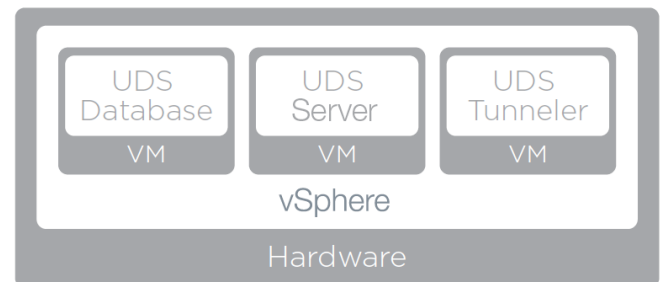 UDS
Database
VM
UDS
Server
VM
UDS
Tunneler
VM
vSphere
Hardware